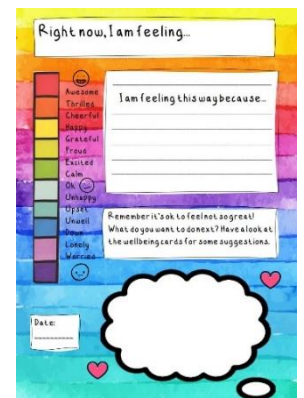 Right now, I am feeling...
Awesome
Thrilled
Cheerful
Happy
Grateful
Proud
Excited
Calm
Ok
Unhappy
Upset
Unwell
Down
Lonely
Worried
I am feeling this way because...
Remember it's ok to feel not so great!
What do you want to do next? Have a look
at the wellbeing cards for some suggestions.
Date: